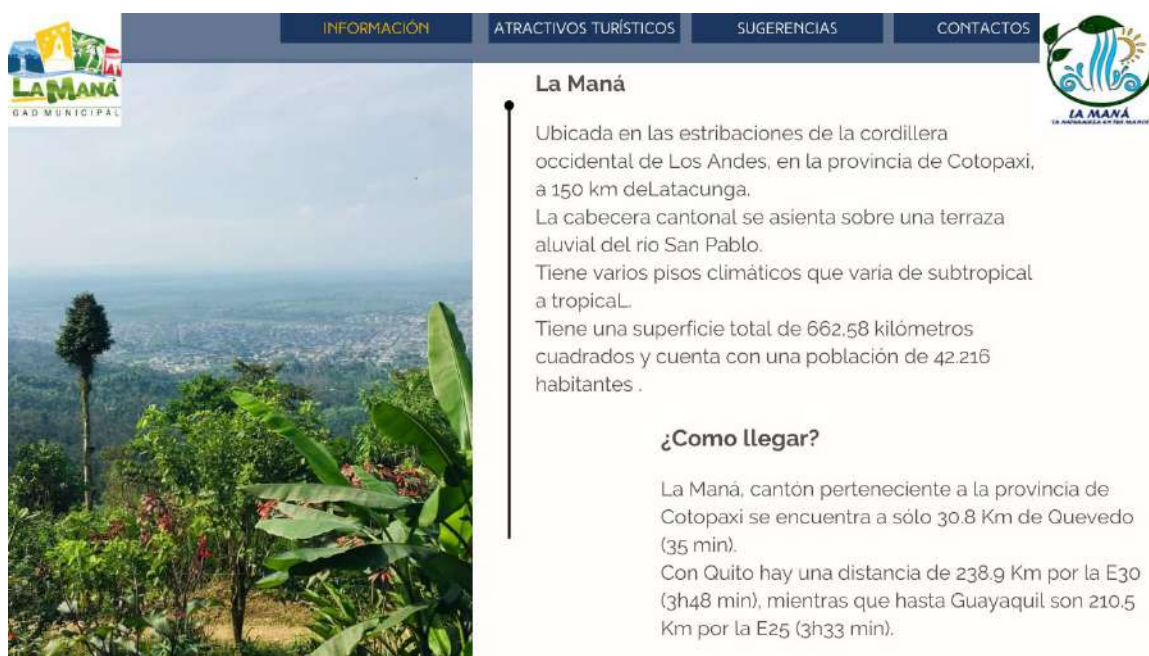 INFORMACIÓN
ATRACTIVOS TURÍSTICOS
SUGERENCIAS
CONTACTOS
LA MANÁ
GAD MUNICIPAL
LA MANÁ
La Maná
Ubicada en las estribaciones de la cordillera
occidental de Los Andes, en la provincia de Cotopaxi,
a 150 km deLatacunga.
La cabecera cantonal se asienta sobre una terraza
aluvial del río San Pablo.
Tiene varios pisos climáticos que varía de subtropical
a tropicaL.
Tiene una superficie total de 662,58 kilómetros
cuadrados y cuenta con una población de 42.216
habitantes .
¿Como llegar?
La Maná, cantón perteneciente a la provincia de
Cotopaxi se encuentra a sólo 30.8 Km de Quevedo
(35 min).
Con Quito hay una distancia de 238.9 Km por la E30
(3h48 min), mientras que hasta Guayaquil son 210.5
Km por la E25 (3h33 min).